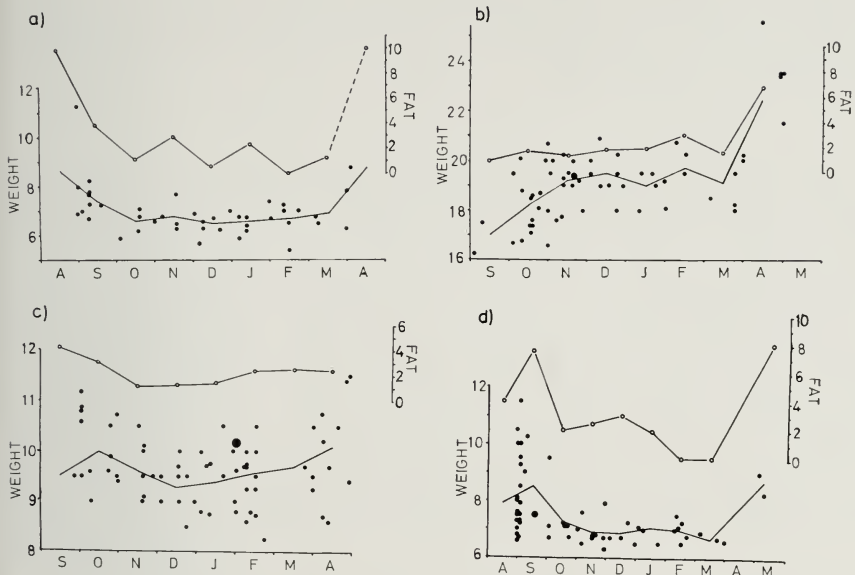 a)
12
10
8
6
WEIGHT
10
8
6
4
2
0
FAT
A S O N D J F M A
b)
24
22
20
18
16
WEIGHT
10
8
6
4
2
0
FAT
S O N D J F M A M
c)
12
11
10
9
8
WEIGHT
6
4
2
0
FAT
S O N D J F M A
d)
12
10
8
6
WEIGHT
10
8
6
4
2
0
FAT
A S O N D J F M A M